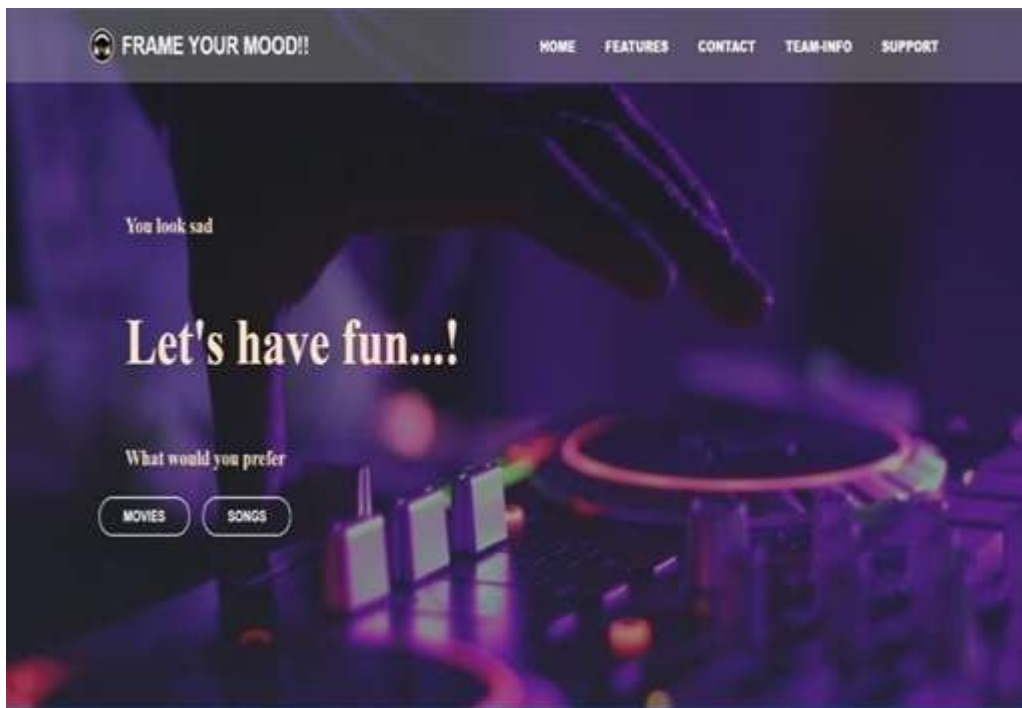 FRAME YOUR MOOD!!
HOME FEATURES CONTACT TEAM-INFO SUPPORT
You look sad
Let's have fun...!
What would you prefer
MOVIES SONGS